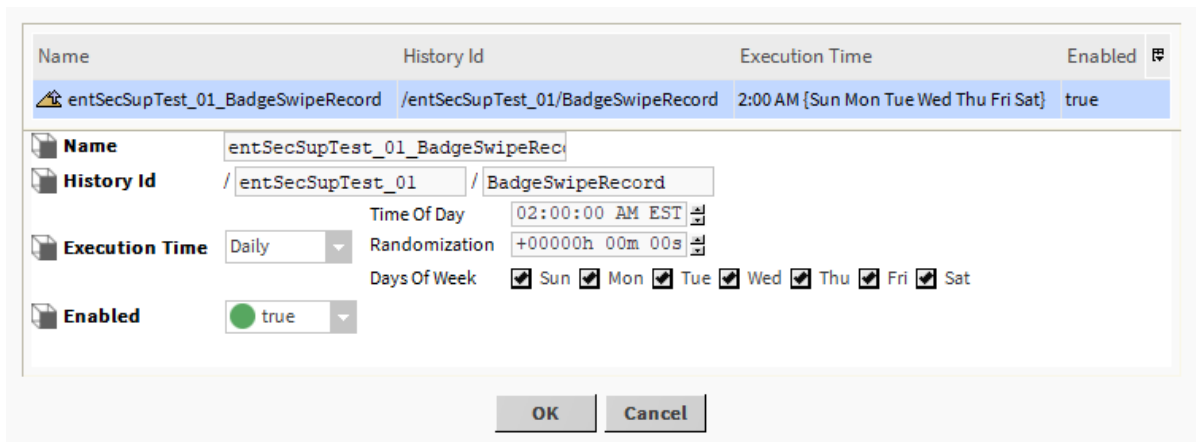 Name History Id Execution Time Enabled
entSecSupTest_01_BadgeSwipeRecord /entSecSupTest_01/BadgeSwipeRecord 2:00 AM {Sun Mon Tue Wed Thu Fri Sat} true
Name entSecSupTest_01_BadgeSwipeReco
History Id / entSecSupTest_01 / BadgeSwipeRecord
Time Of Day 02:00:00 AM EST
Execution Time Daily Randomization +00000h 00m 00s
Days Of Week Sun Mon Tue Wed Thu Fri Sat
Enabled true
OK Cancel